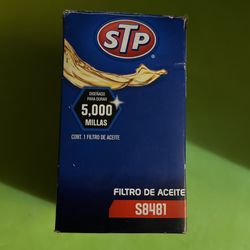 STP
®
DISEÑADO
PARA DURAR
5,000
MILLAS
CONT. 1 FILTRO DE ACEITE
FILTRO DE ACEITE
S8481